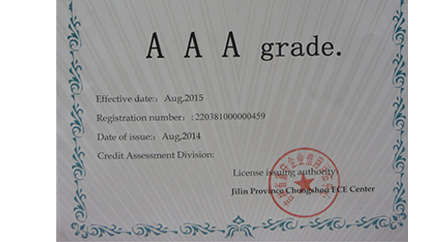 A A A grade.
Effective date:: Aug,2015
Registration number: :220381000000459
Date of issue:: Aug,2014
Credit Assessment Division:
License issuing authority:
Jilin Province Chongshou ECE Center